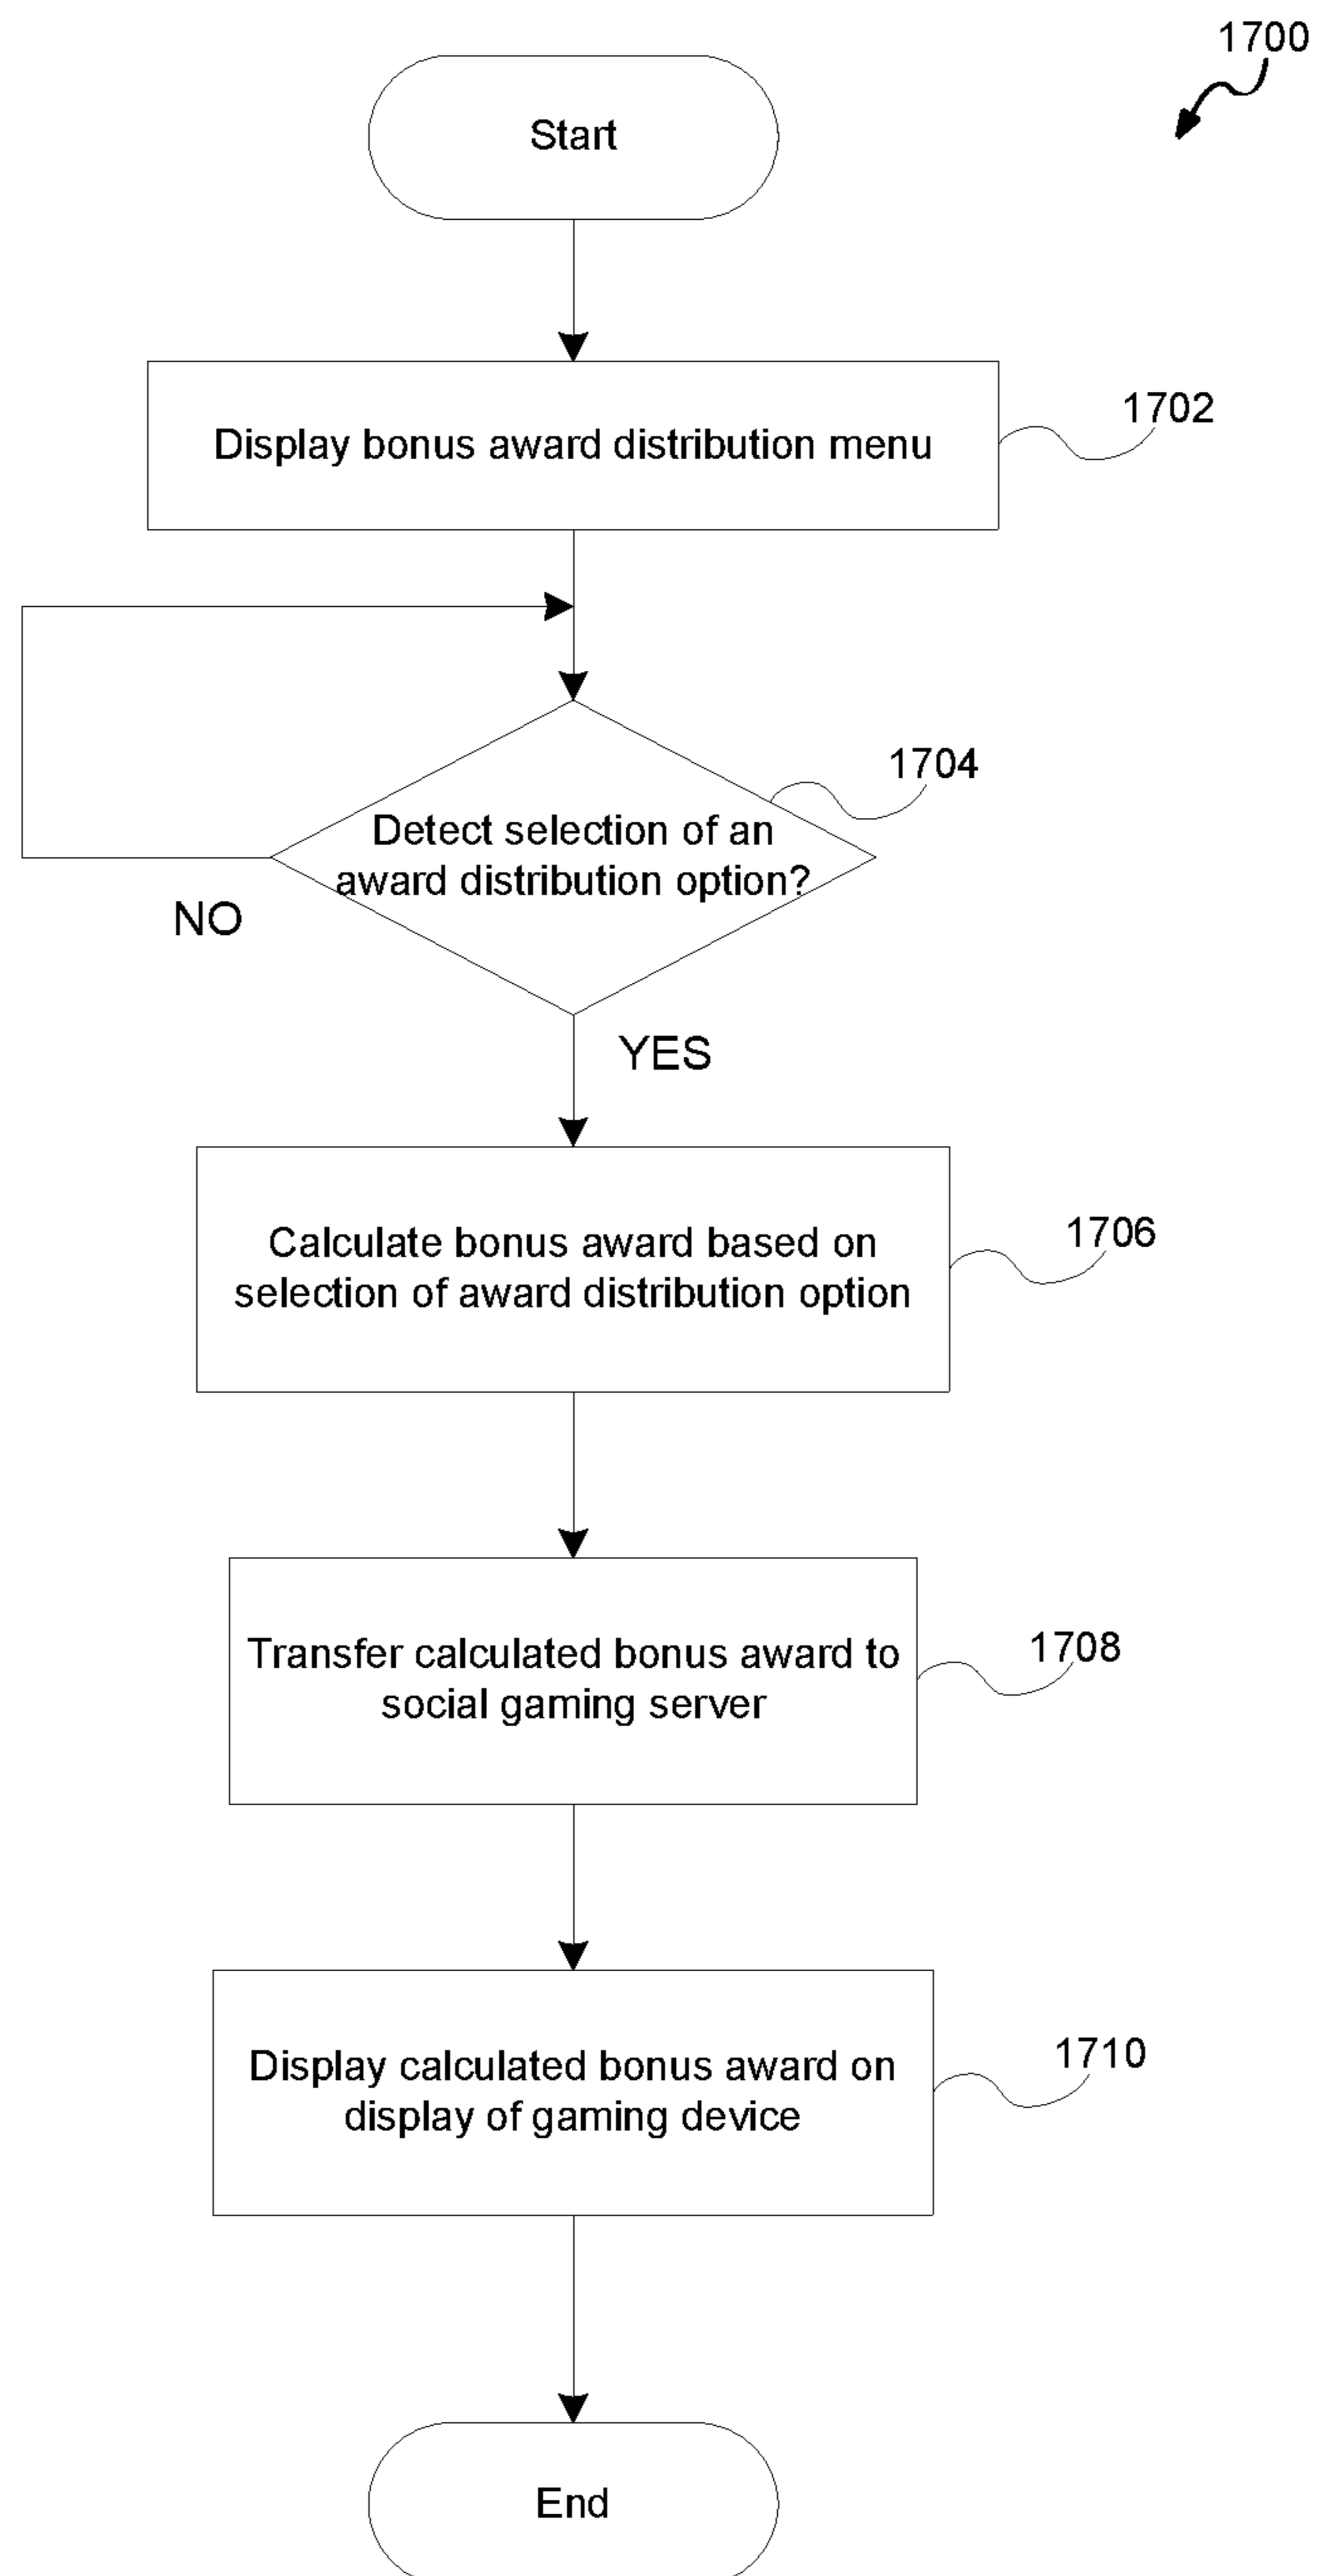 1700
Start
Display bonus award distribution menu
1702
1704
Detect selection of an
award distribution option?
NO
YES
Calculate bonus award based on
selection of award distribution option
1706
Transfer calculated bonus award to
social gaming server
1708
Display calculated bonus award on
display of gaming device
1710
End